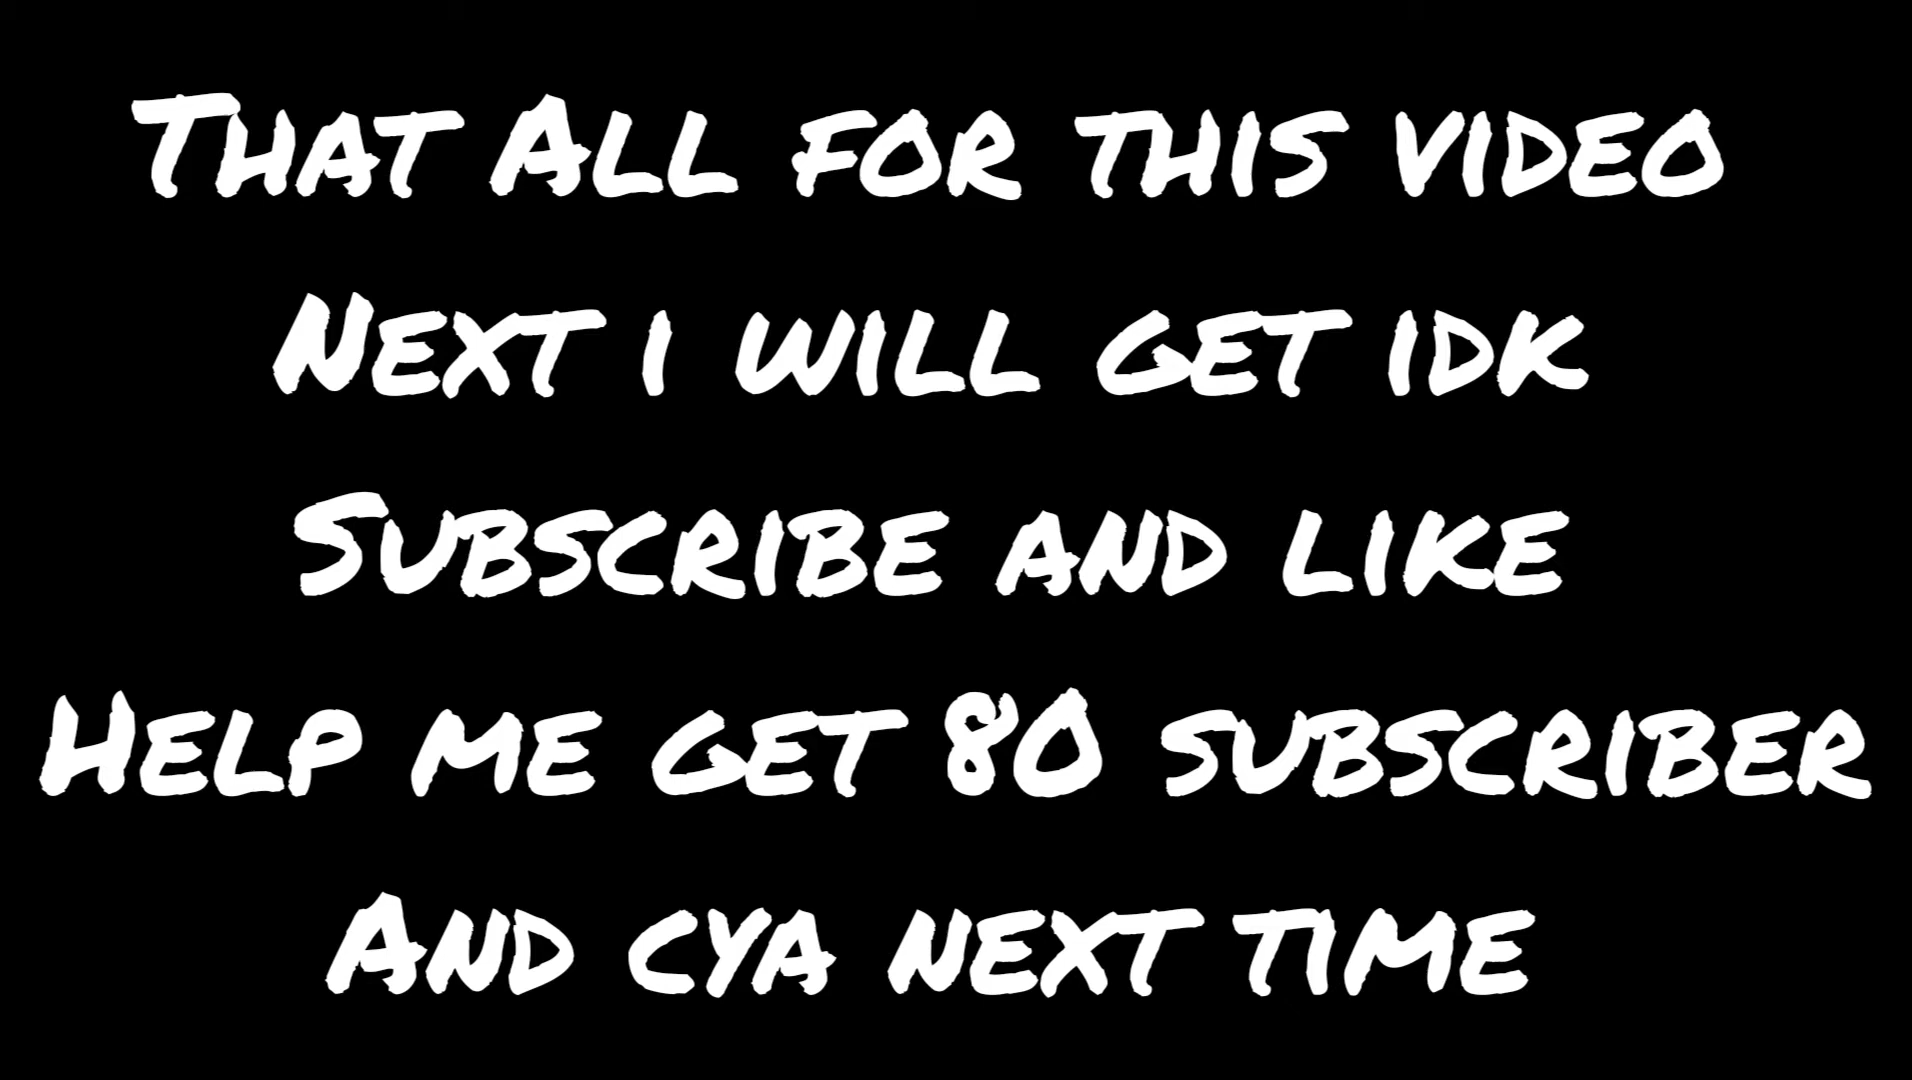 That All for this video
Next i will get idk
Subscribe and like
Help me get 80 subscriber
And cya next time